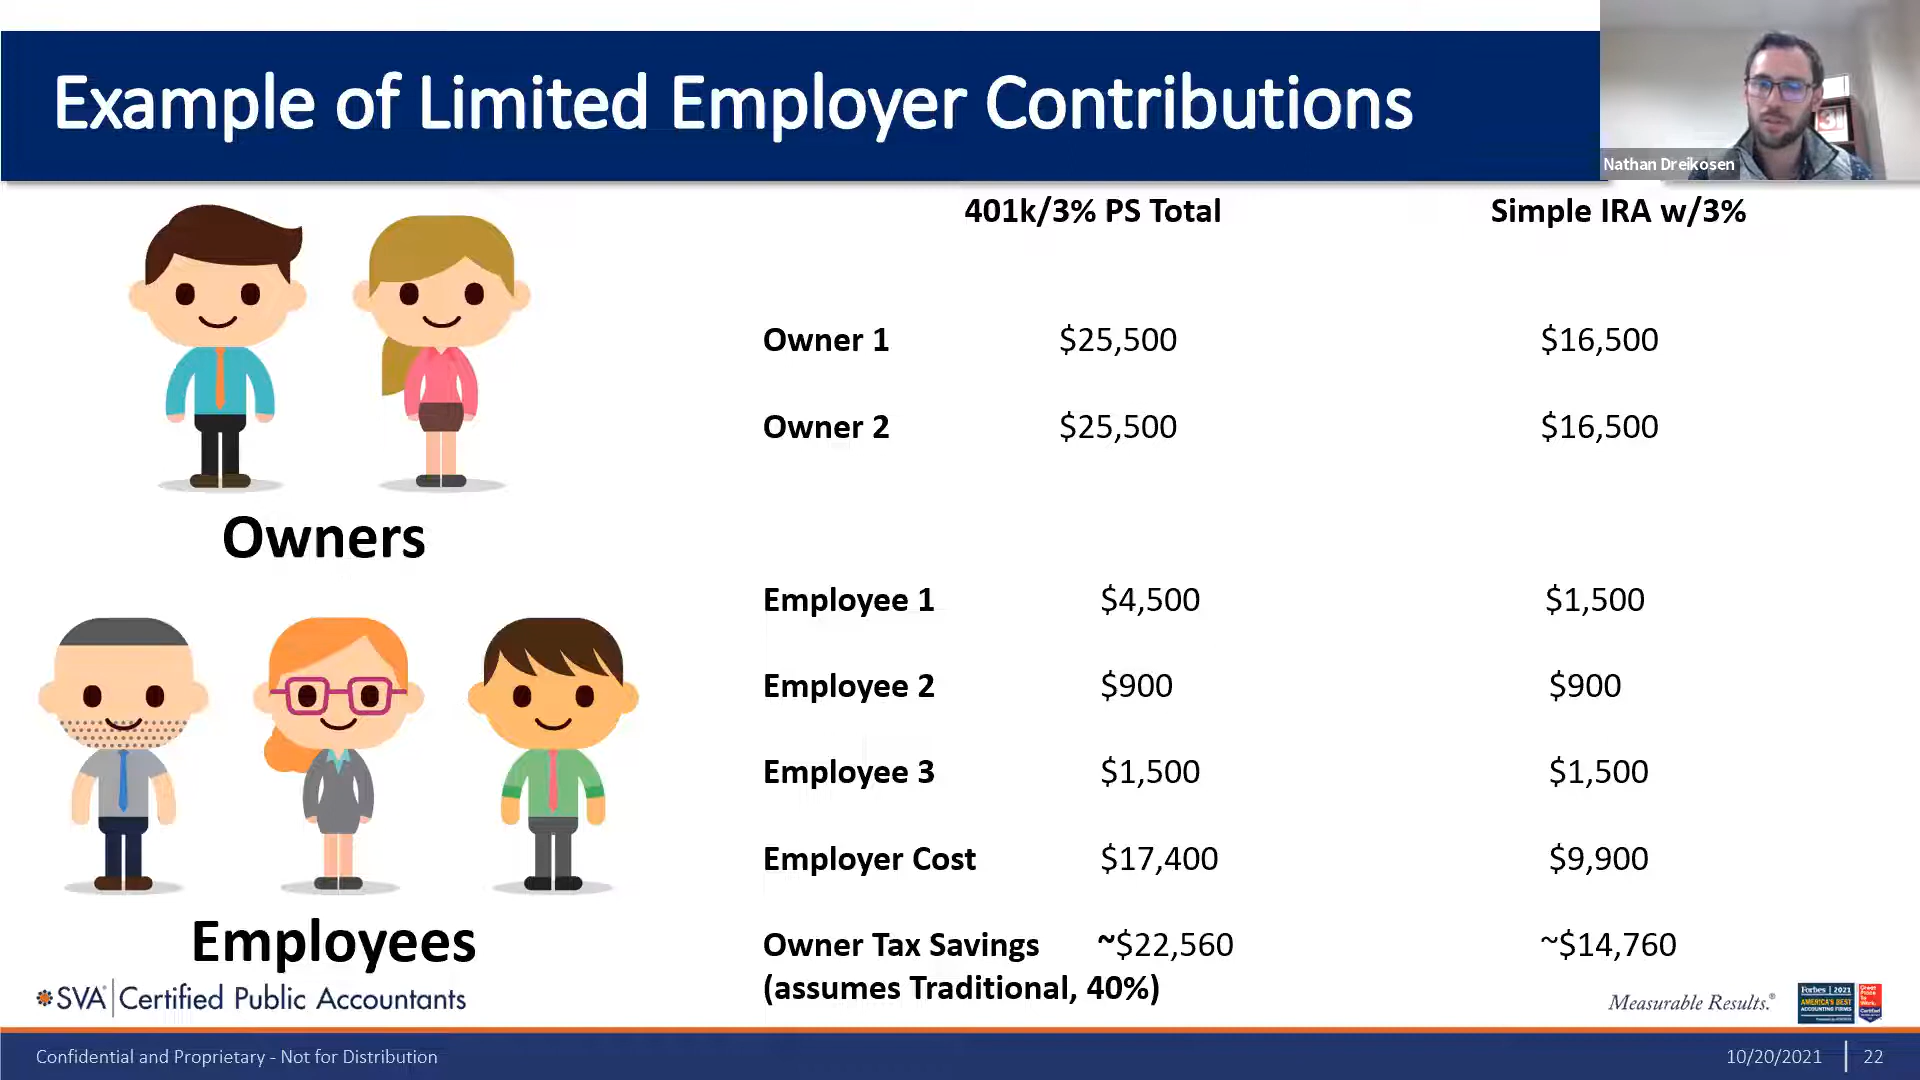 Example of Limited Employer Contributions
31
Nathan Dreikosen
401k/3% PS Total Simple IRA w/3%
Owner 1 $25,500 $16,500
Owner 2 $25,500 $16,500
Owners
Employee 1 $4,500 $1,500
Employee 2 $900 $900
Employee 3 $1,500 $1,500
Employer Cost $17,400 $9,900
Employees
Owner Tax Savings ~$22,560 ~$14,760
(assumes Traditional, 40%)
SVA Certified Public Accountants
Measurable Results.®
Forbes | 2021
AMERICA'S BEST
ACCOUNTING FIRMS
Great
Place
To
Work.
Certified
Confidential and Proprietary - Not for Distribution
10/20/2021 22